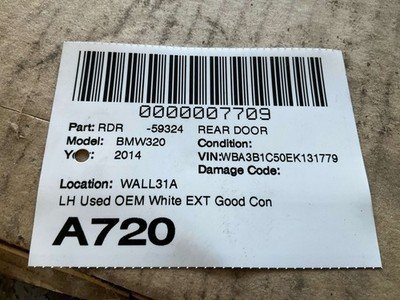 0000007709
Part: RDR -59324 REAR DOOR
Model: BMW320 Condition:
Year: 2014 VIN:WBA3B1C50EK131779
Damage Code:
Location: WALL31A
LH Used OEM White EXT Good Con
A720